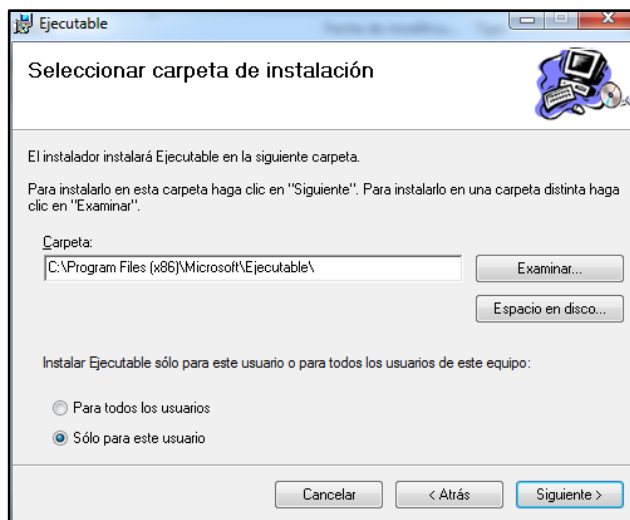 Ejecutable
Seleccionar carpeta de instalación
El instalador instalará Ejecutable en la siguiente carpeta.
Para instalarlo en esta carpeta haga clic en "Siguiente". Para instalarlo en una carpeta distinta haga
clic en "Examinar".
Carpeta:
C:\Program Files (x86)\Microsoft\Ejecutable\
Examinar...
Espacio en disco...
Instalar Ejecutable sólo para este usuario o para todos los usuarios de este equipo:
Para todos los usuarios
Sólo para este usuario
Cancelar
< Atrás
Siguiente >